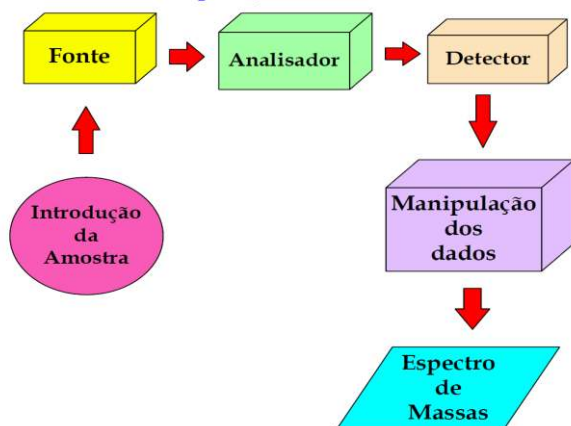 Fonte
Analisador
Detector
Introdução
da
Amostra
Manipulação
dos
dados
Espectro
de
Massas